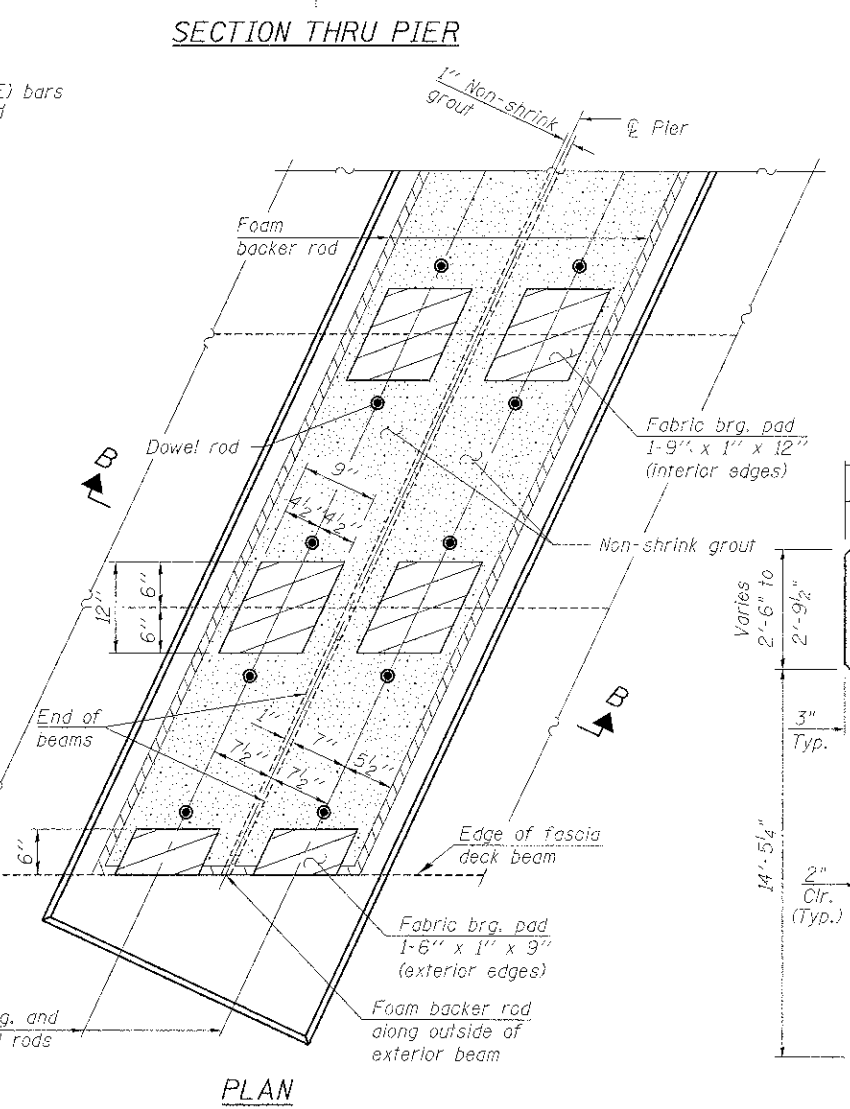 SECTION THRU PIER
E) bars
1" Non-shrink
grout
℄ Pier
Foam
backer rod
Fabric brg. pad
1-9" x 1" x 12"
(interior edges)
Dowel rod
B
9"
4½" 4½"
Non-shrink grout
12"
6"
6"
Varies
2'-6" to
2'-9½"
B
End of
beams
1"
7"
7½"
7½"
5½"
3"
Typ.
6"
Edge of fascia
deck beam
14'-5¼"
2"
Clr.
(Typ.)
Fabric brg. pad
1-6" x 1" x 9"
(exterior edges)
g. and
rods
Foam backer rod
along outside of
exterior beam
PLAN